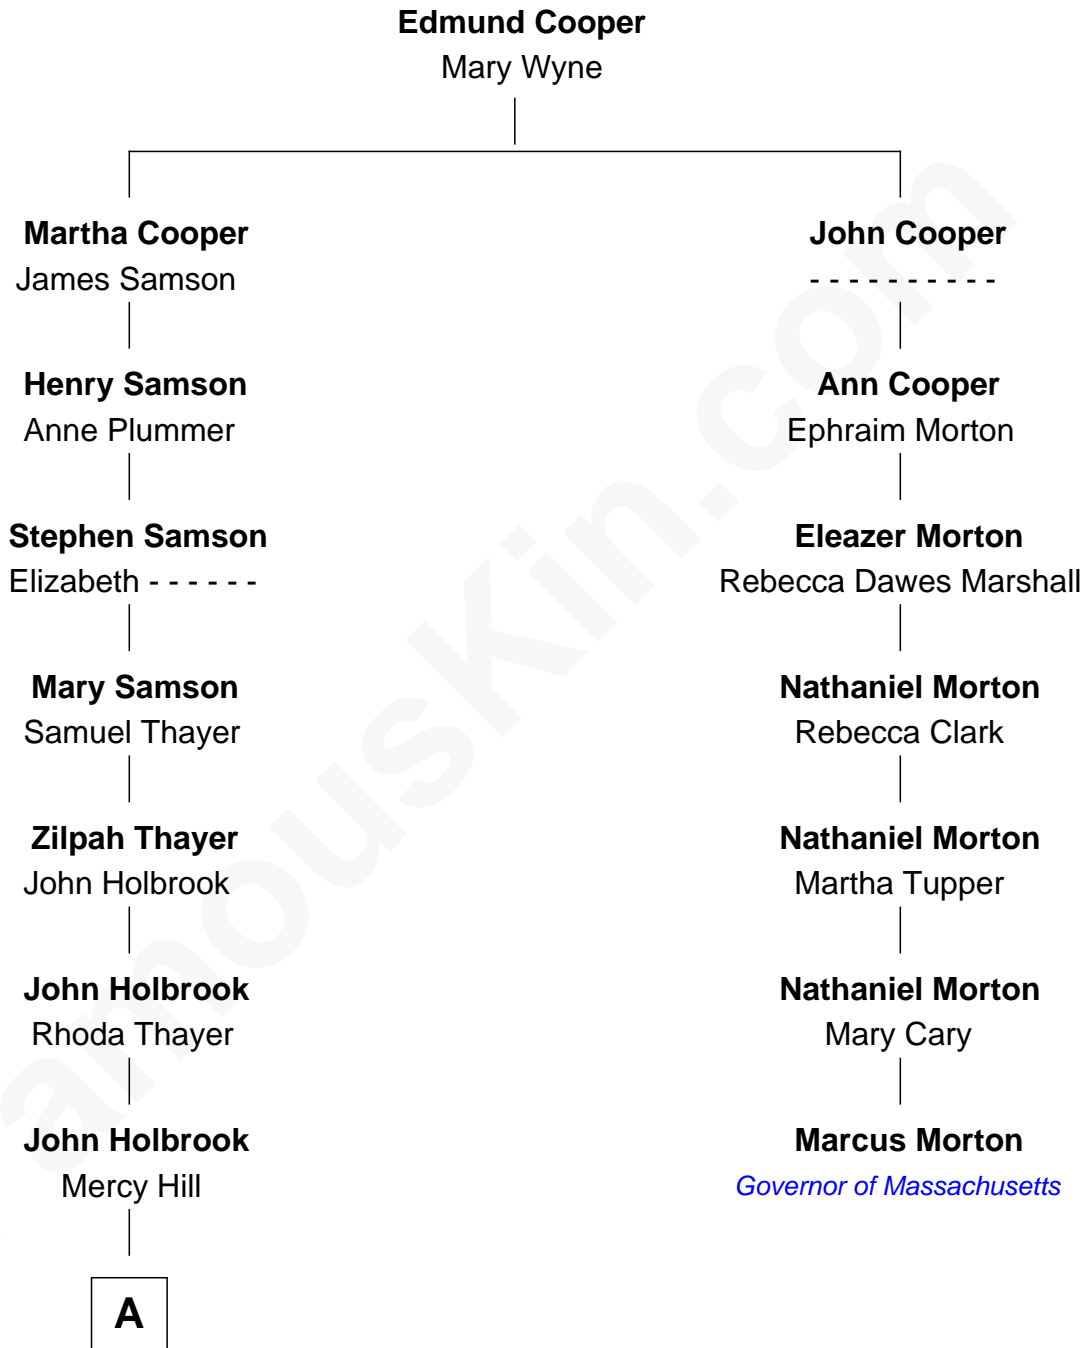 Edmund Cooper
Mary Wyne
Martha Cooper
James Samson
Henry Samson
Anne Plummer
Stephen Samson
Elizabeth - - - - - -
Mary Samson
Samuel Thayer
Zilpah Thayer
John Holbrook
John Holbrook
Rhoda Thayer
John Holbrook
Mercy Hill
A
John Cooper
- - - - - - - - - -
Ann Cooper
Ephraim Morton
Eleazer Morton
Rebecca Dawes Marshall
Nathaniel Morton
Rebecca Clark
Nathaniel Morton
Martha Tupper
Nathaniel Morton
Mary Cary
Marcus Morton
Governor of Massachusetts
amouskin.com